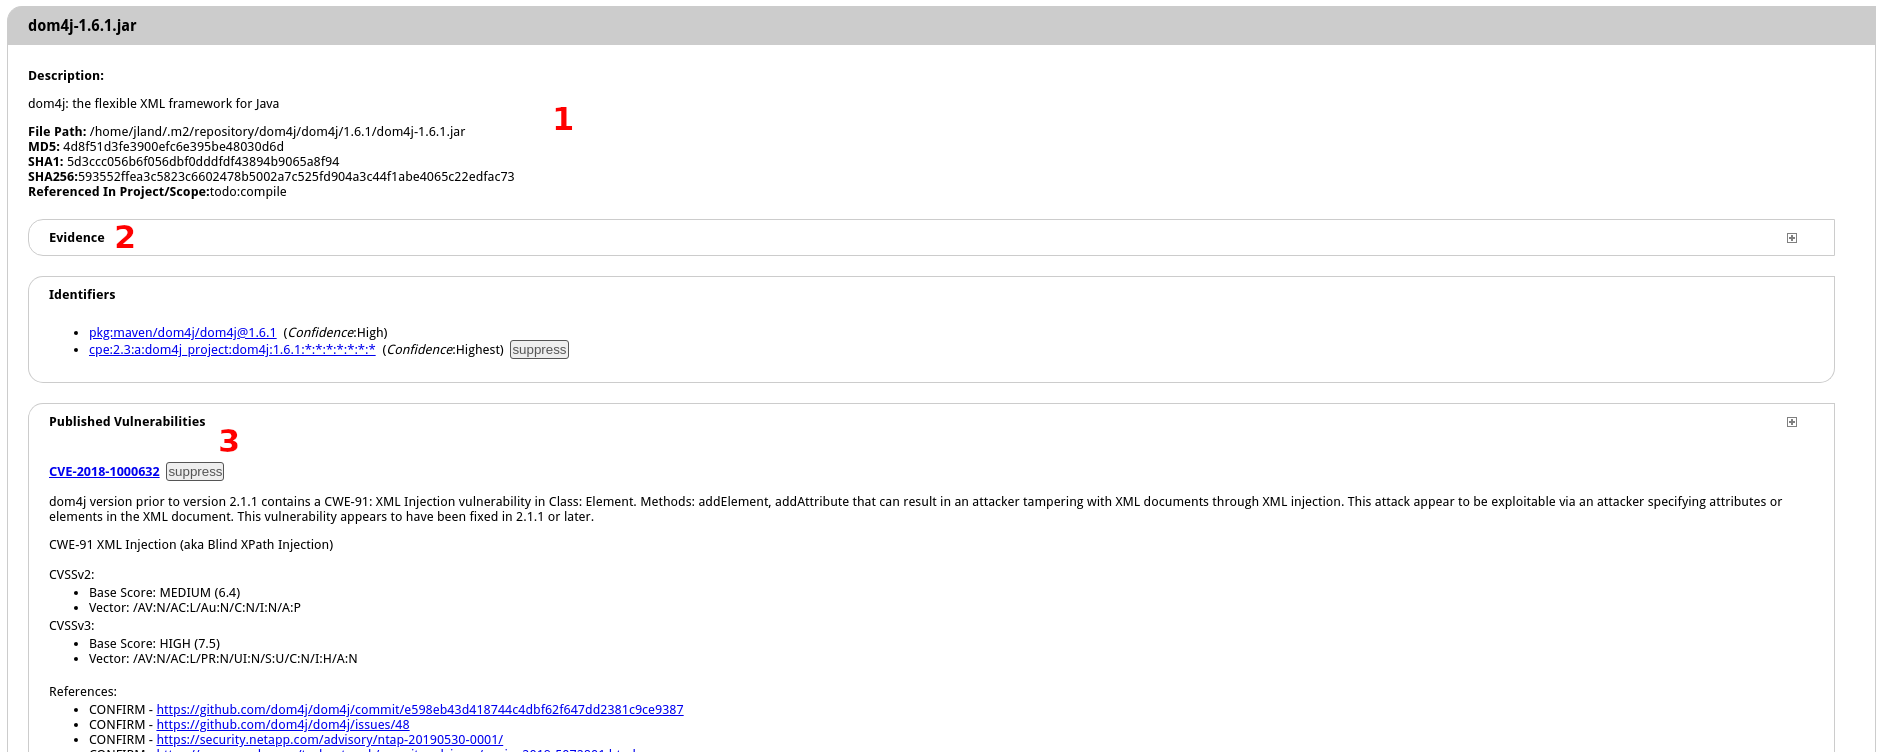 dom4j-1.6.1.jar
Description:
dom4j: the flexible XML framework for Java
1
File Path: /home/jland/.m2/repository/dom4j/dom4j/1.6.1/dom4j-1.6.1.jar
MD5: 4d8f51d3fe3900efc6e395be48030d6d
SHA1: 5d3ccc056b6f056dbf0dddfdf43894b9065a8f94
SHA256:593552ffea3c5823c6602478b5002a7c525fd904a3c44f1abe4065c22edfac73
Referenced In Project/Scope:todo:compile
Evidence 2
Identifiers
pkg:maven/dom4j/dom4j@1.6.1 (Confidence:High)
cpe:2.3:a:dom4j_project:dom4j:1.6.1:*:*:*:*:*:*:* (Confidence:Highest) suppress
Published Vulnerabilities
3
CVE-2018-1000632 suppress
dom4j version prior to version 2.1.1 contains a CWE-91: XML Injection vulnerability in Class: Element. Methods: addElement, addAttribute that can result in an attacker tampering with XML documents through XML injection. This attack appear to be exploitable via an attacker specifying attributes or
elements in the XML document. This vulnerability appears to have been fixed in 2.1.1 or later.
CWE-91 XML Injection (aka Blind XPath Injection)
CVSSv2:
Base Score: MEDIUM (6.4)
Vector: /AV:N/AC:L/Au:N/C:N/I:N/A:P
CVSSv3:
Base Score: HIGH (7.5)
Vector: /AV:N/AC:L/PR:N/UI:N/S:U/C:N/I:H/A:N
References:
CONFIRM - https://github.com/dom4j/dom4j/commit/e598eb43d418744c4dbf62f647dd2381c9ce9387
CONFIRM - https://github.com/dom4j/dom4j/issues/48
CONFIRM - https://security.netapp.com/advisory/ntap-20190530-0001/